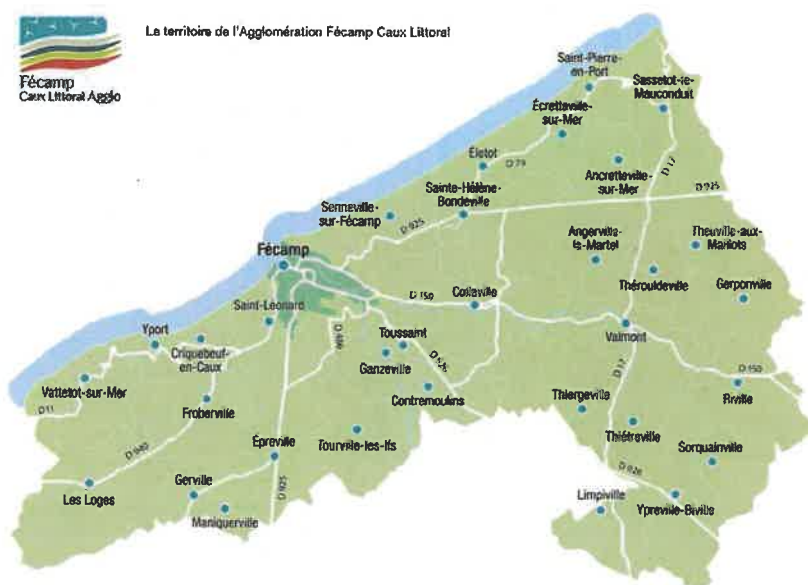 Le territoire de l'Agglomération Fécamp Caux Littoral
Fécamp
Caux Littoral Agglo
Saint-Pierre-
en-Port
Sassetot-le-
Mauconduit
Écretteville-
sur-Mer
Életot
D 79
D 17
Ancretteville-
sur-Mer
Sainte-Hélène-
Bondeville
D 925
Senneville-
sur-Fécamp
D 925
Angerville-
la-Martel
Theuville-aux-
Maillots
Fécamp
Thérouldeville
Gerponville
D 150
Colleville
Saint-Léonard
Valmont
Yport
Criquebeuf-
en-Caux
Toussaint
Ganzeville
D 17
D 150
Vattetot-sur-Mer
Contremoulins
Riville
D 11
Froberville
Thiergeville
Thiétreville
Tourville-les-Ifs
Épreville
Sorquainville
D 940
D 926
D 925
Les Loges
Gerville
Maniquerville
Limpiville
Ypreville-Biville